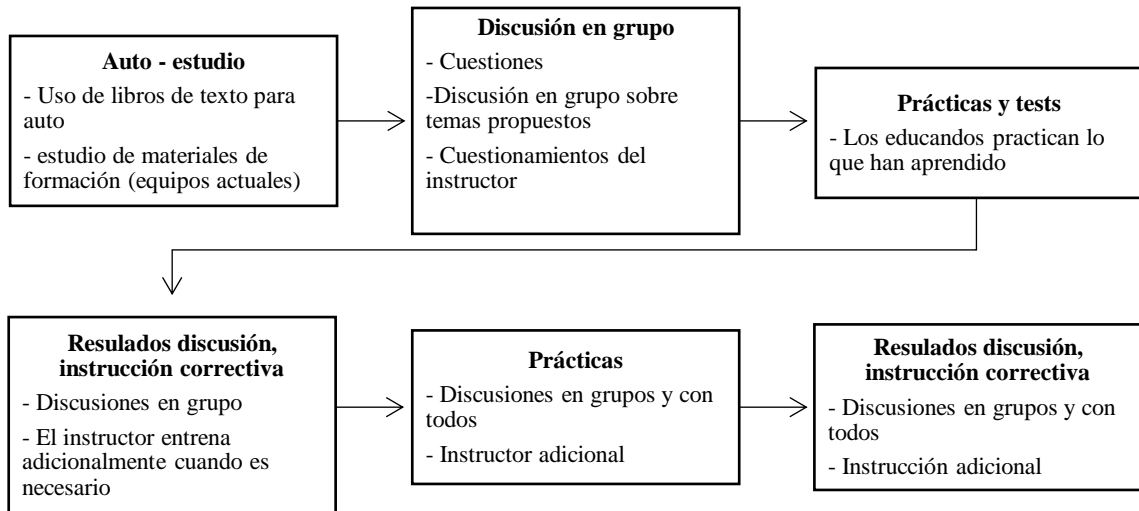 Auto - estudio
- Uso de libros de texto para
auto
- estudio de materiales de
formación (equipos actuales)
Discusión en grupo
- Cuestiones
-Discusión en grupo sobre
temas propuestos
- Cuestionamientos del
instructor
Prácticas y tests
- Los educandos practican lo
que han aprendido
Resulados discusión,
instrucción correctiva
- Discusiones en grupo
- El instructor entrena
adicionalmente cuando es
necesario
Prácticas
- Discusiones en grupos y con
todos
- Instructor adicional
Resulados discusión,
instrucción correctiva
- Discusiones en grupos y con
todos
- Instrucción adicional